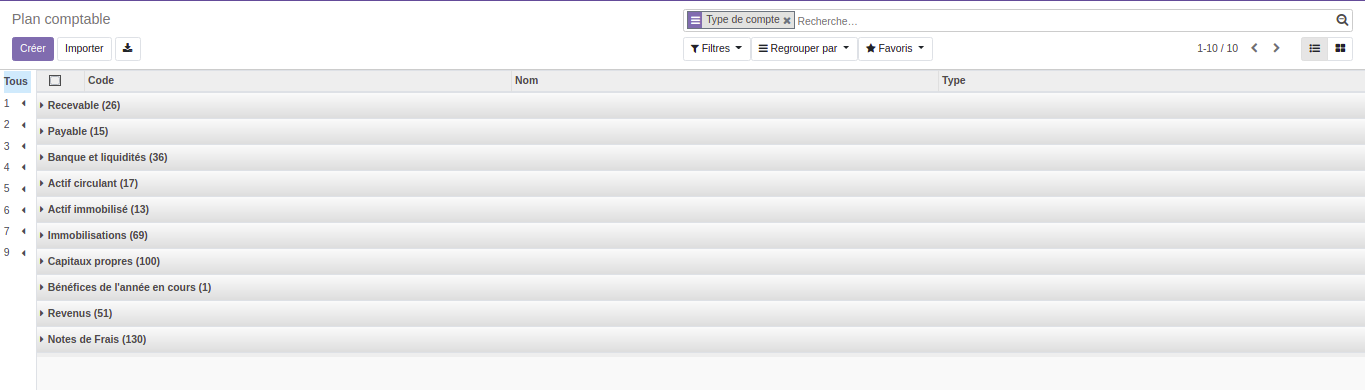 Plan comptable
Type de compte Recherche...
Créer Importer
Filtres Regrouper par Favoris 1-10 / 10
Tous Code Nom Type
1
2
3
4
5
6
7
9
Recevable (26)
Payable (15)
Banque et liquidités (36)
Actif circulant (17)
Actif immobilisé (13)
Immobilisations (69)
Capitaux propres (100)
Bénéfices de l'année en cours (1)
Revenus (51)
Notes de Frais (130)